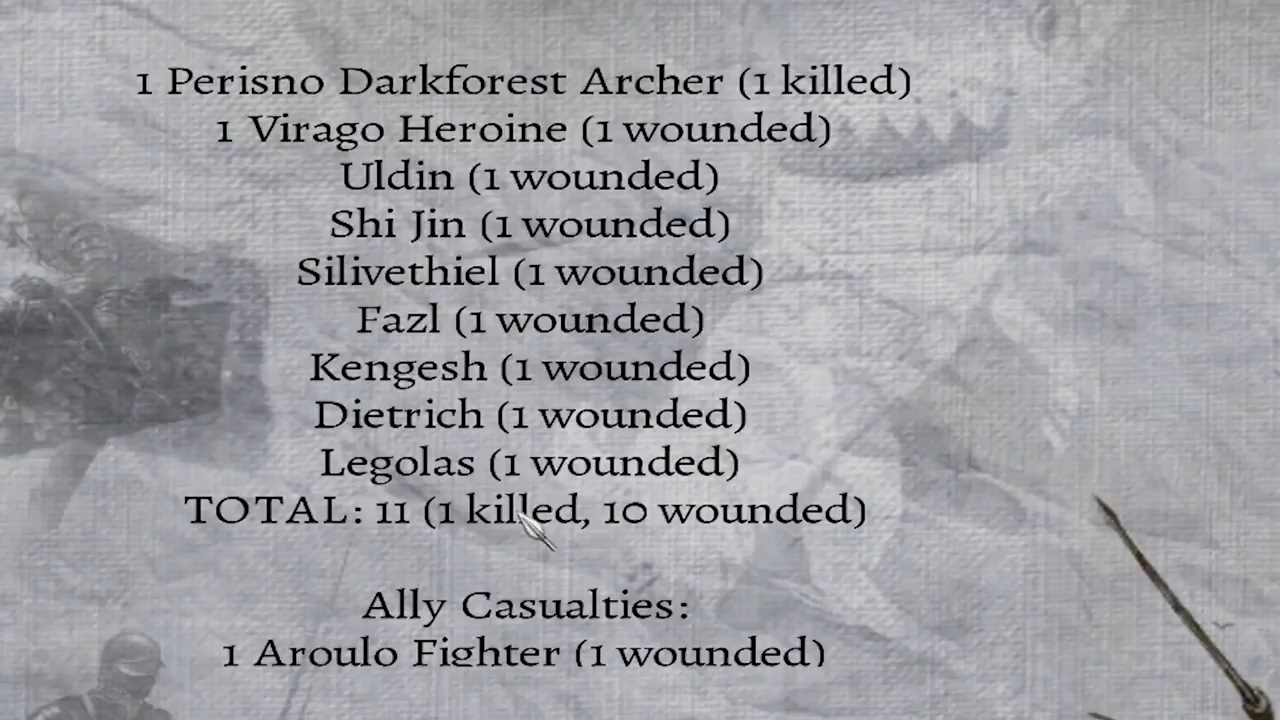 1 Perisno Darkforest Archer (1 killed)
1 Virago Heroine (1 wounded)
Uldin (1 wounded)
Shi Jin (1 wounded)
Silivethiel (1 wounded)
Fazl (1 wounded)
Kengesh (1 wounded)
Dietrich (1 wounded)
Legolas (1 wounded)
TOTAL: 11 (1 killed, 10 wounded)
Ally Casualties:
1 Aroulo Fighter (1 wounded)